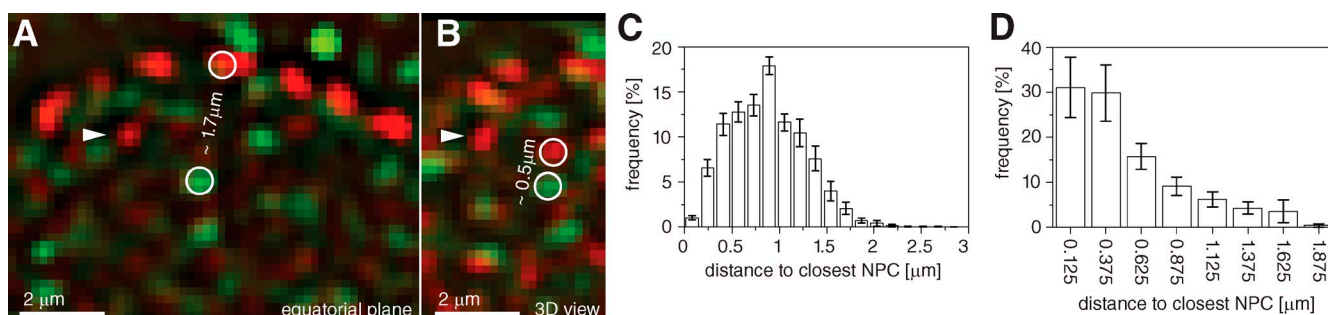 A
~ 1.7µm
2 µm
equatorial plane
B
~ 0.5µm
2 µm
3D view
C
frequency [%]
20
15
10
5
0
0
0.5
1
1.5
2
2.5
3
distance to closest NPC [µm]
D
frequency [%]
40
30
20
10
0
0.125
0.375
0.625
0.875
1.125
1.375
1.625
1.875
distance to closest NPC [µm]